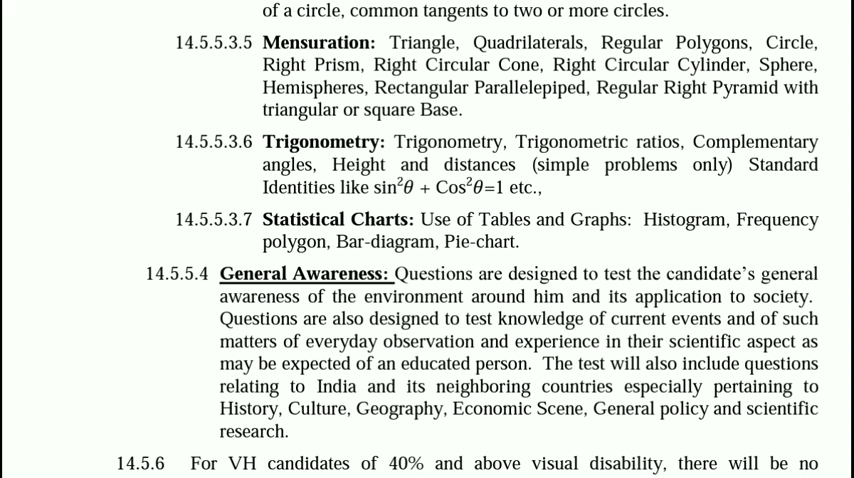 of a circle, common tangents to two or more circles.
14.5.5.3.5 Mensuration: Triangle, Quadrilaterals, Regular Polygons, Circle,
Right Prism, Right Circular Cone, Right Circular Cylinder, Sphere,
Hemispheres, Rectangular Parallelepiped, Regular Right Pyramid with
triangular or square Base.
14.5.5.3.6 Trigonometry: Trigonometry, Trigonometric ratios, Complementary
angles, Height and distances (simple problems only) Standard
Identities like sin²θ + Cos²θ=1 etc.,
14.5.5.3.7 Statistical Charts: Use of Tables and Graphs: Histogram, Frequency
polygon, Bar-diagram, Pie-chart.
14.5.5.4 General Awareness: Questions are designed to test the candidate’s general
awareness of the environment around him and its application to society.
Questions are also designed to test knowledge of current events and of such
matters of everyday observation and experience in their scientific aspect as
may be expected of an educated person. The test will also include questions
relating to India and its neighboring countries especially pertaining to
History, Culture, Geography, Economic Scene, General policy and scientific
research.
14.5.6 For VH candidates of 40% and above visual disability, there will be no